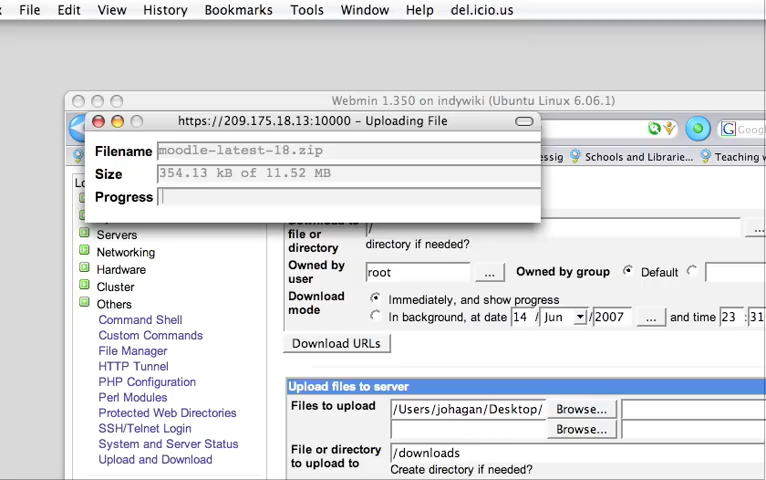 File Edit View History Bookmarks Tools Window Help del.icio.us
Webmin 1.350 on indywiki (Ubuntu Linux 6.06.1)
https://209.175.18.13:10000 – Uploading File
Filename moodle-latest-18.zip
Size 354.13 kB of 11.52 MB
Progress
Schools and Librarie... Teaching
Servers
Networking
Hardware
Cluster
Others
Command Shell
Custom Commands
File Manager
HTTP Tunnel
PHP Configuration
Perl Modules
Protected Web Directories
SSH/Telnet Login
System and Server Status
Upload and Download
file or directory / ...
directory if needed?
Owned by user root ... Owned by group Default
Download mode Immediately, and show progress
In background, at date 14 / Jun / 2007 ... and time 23 : 31
Download URLs
Upload files to server
Files to upload /Users/johagan/Desktop/ Browse...
Browse...
File or directory to upload to /downloads
Create directory if needed?